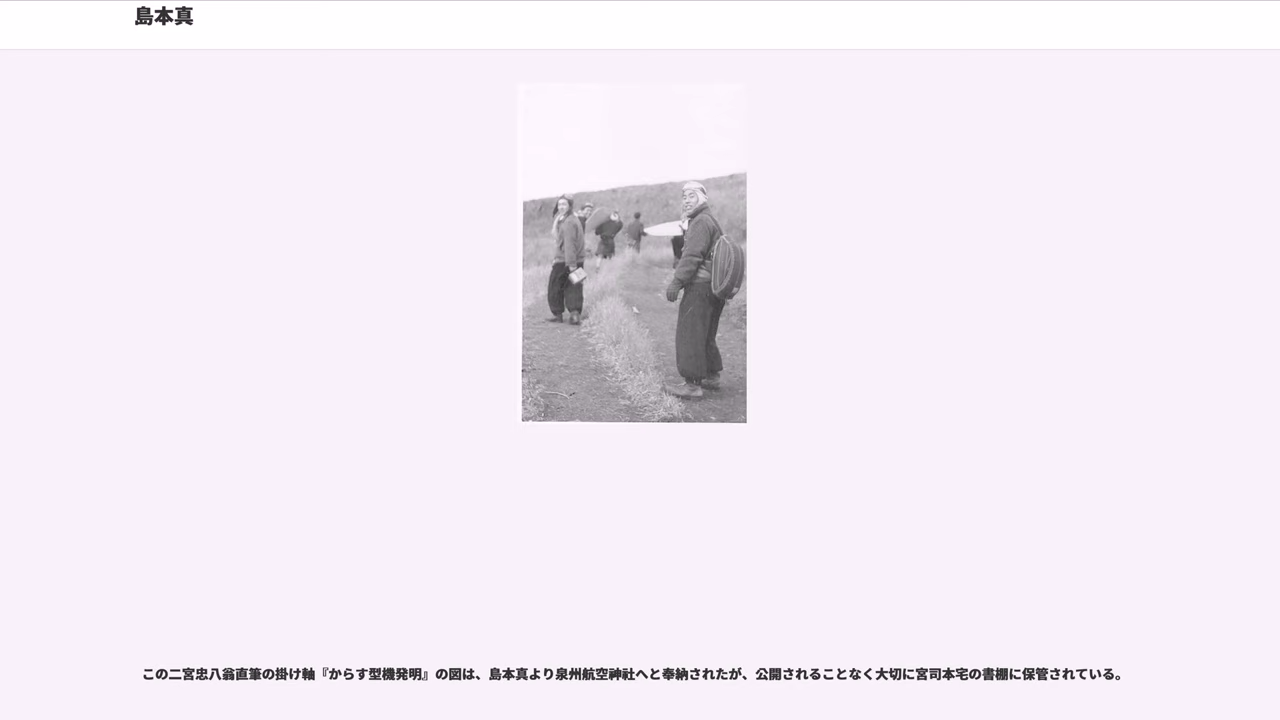 島本真
この二宮忠八翁直筆の掛け軸『からす型機発明』の図は、島本真より泉州航空神社へと奉納されたが、公開されることなく大切に宮司本宅の書棚に保管されている。